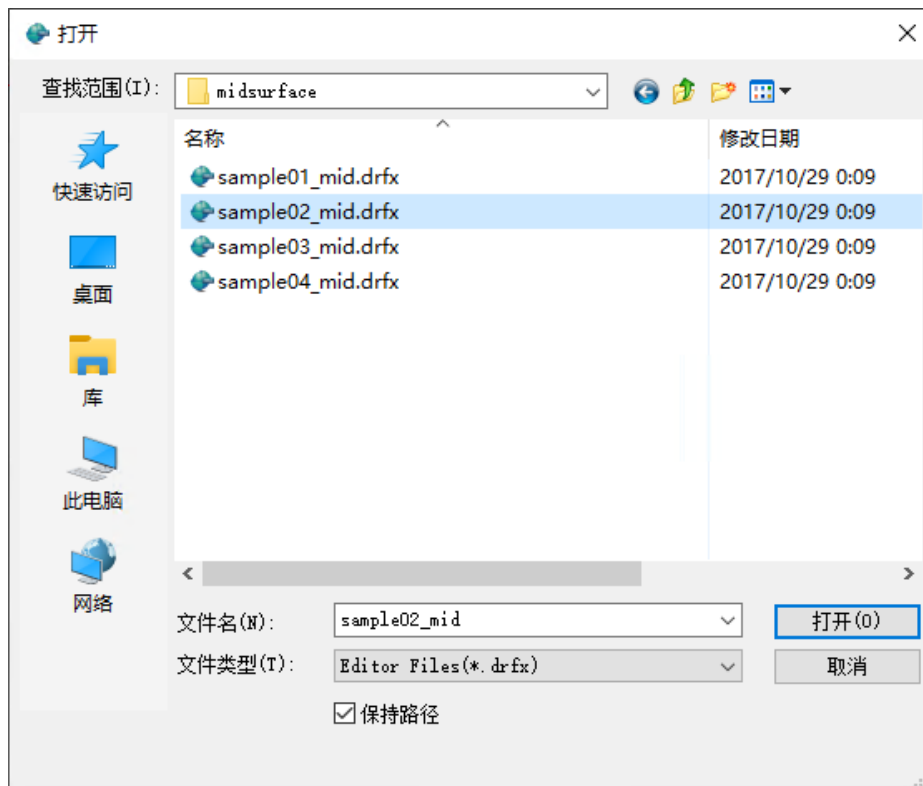 打开
查找范围(I):
midsurface
名称
修改日期
sample01_mid.drfx
2017/10/29 0:09
sample02_mid.drfx
2017/10/29 0:09
sample03_mid.drfx
2017/10/29 0:09
sample04_mid.drfx
2017/10/29 0:09
快速访问
桌面
库
此电脑
网络
文件名(N):
sample02_mid
打开(O)
文件类型(T):
Editor Files(*.drfx)
取消
保持路径